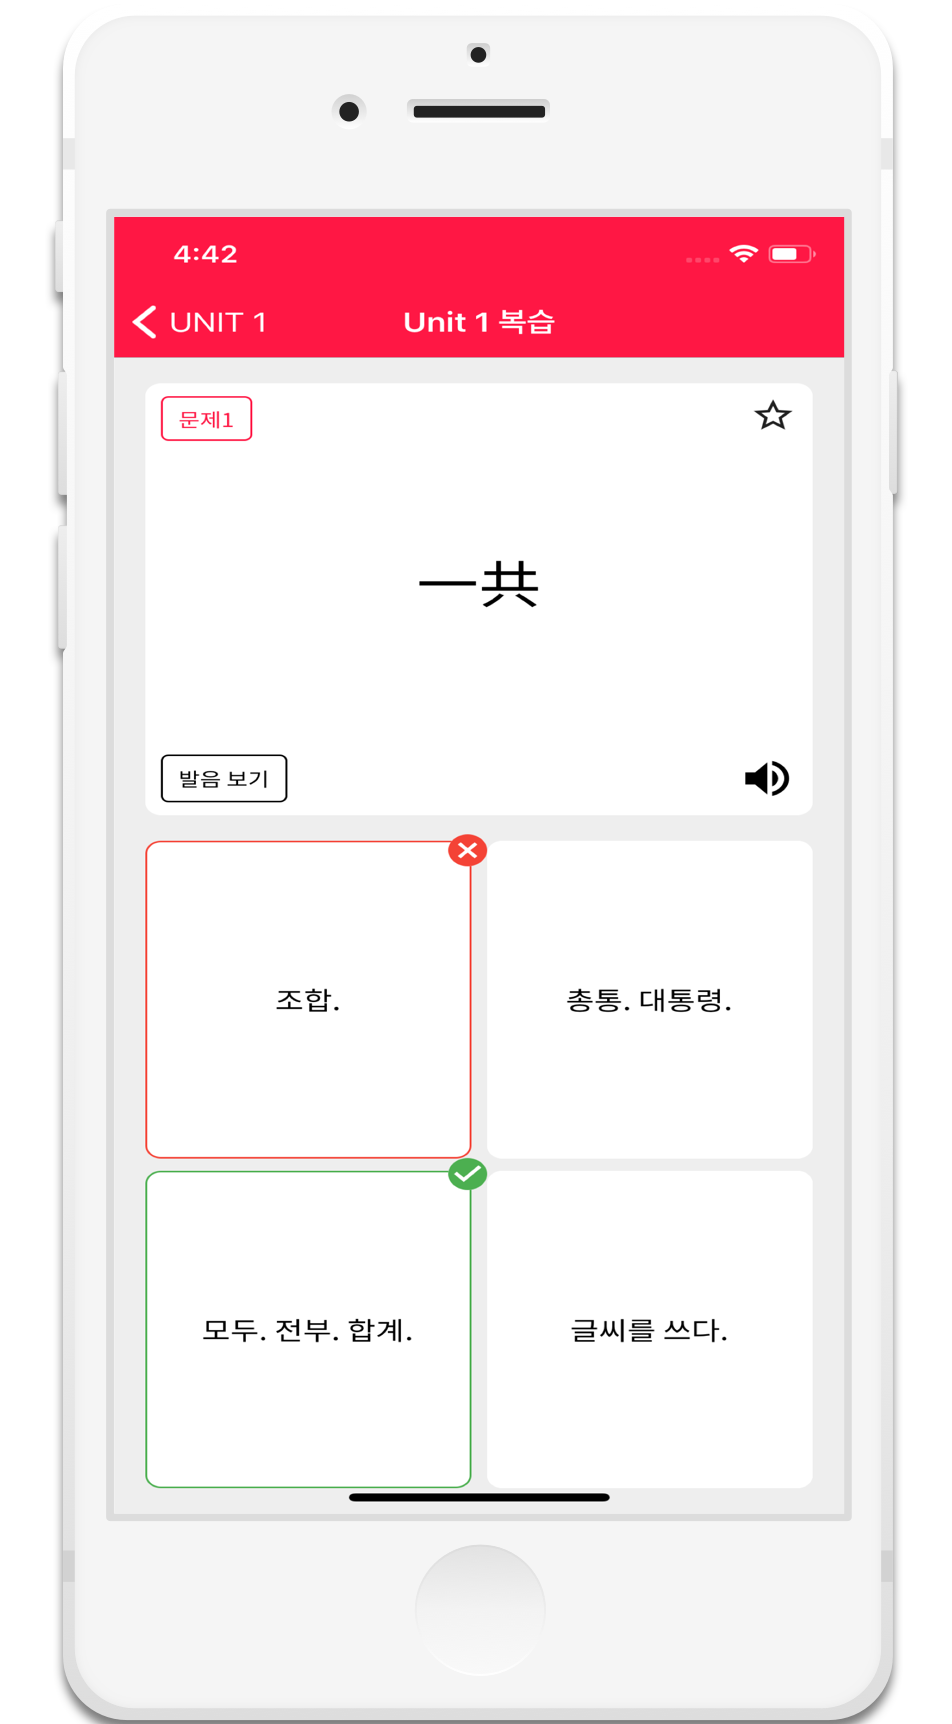 4:42
UNIT 1
Unit 1 복습
문제1
一共
발음 보기
조합.
총통. 대통령.
모두. 전부. 합계.
글씨를 쓰다.